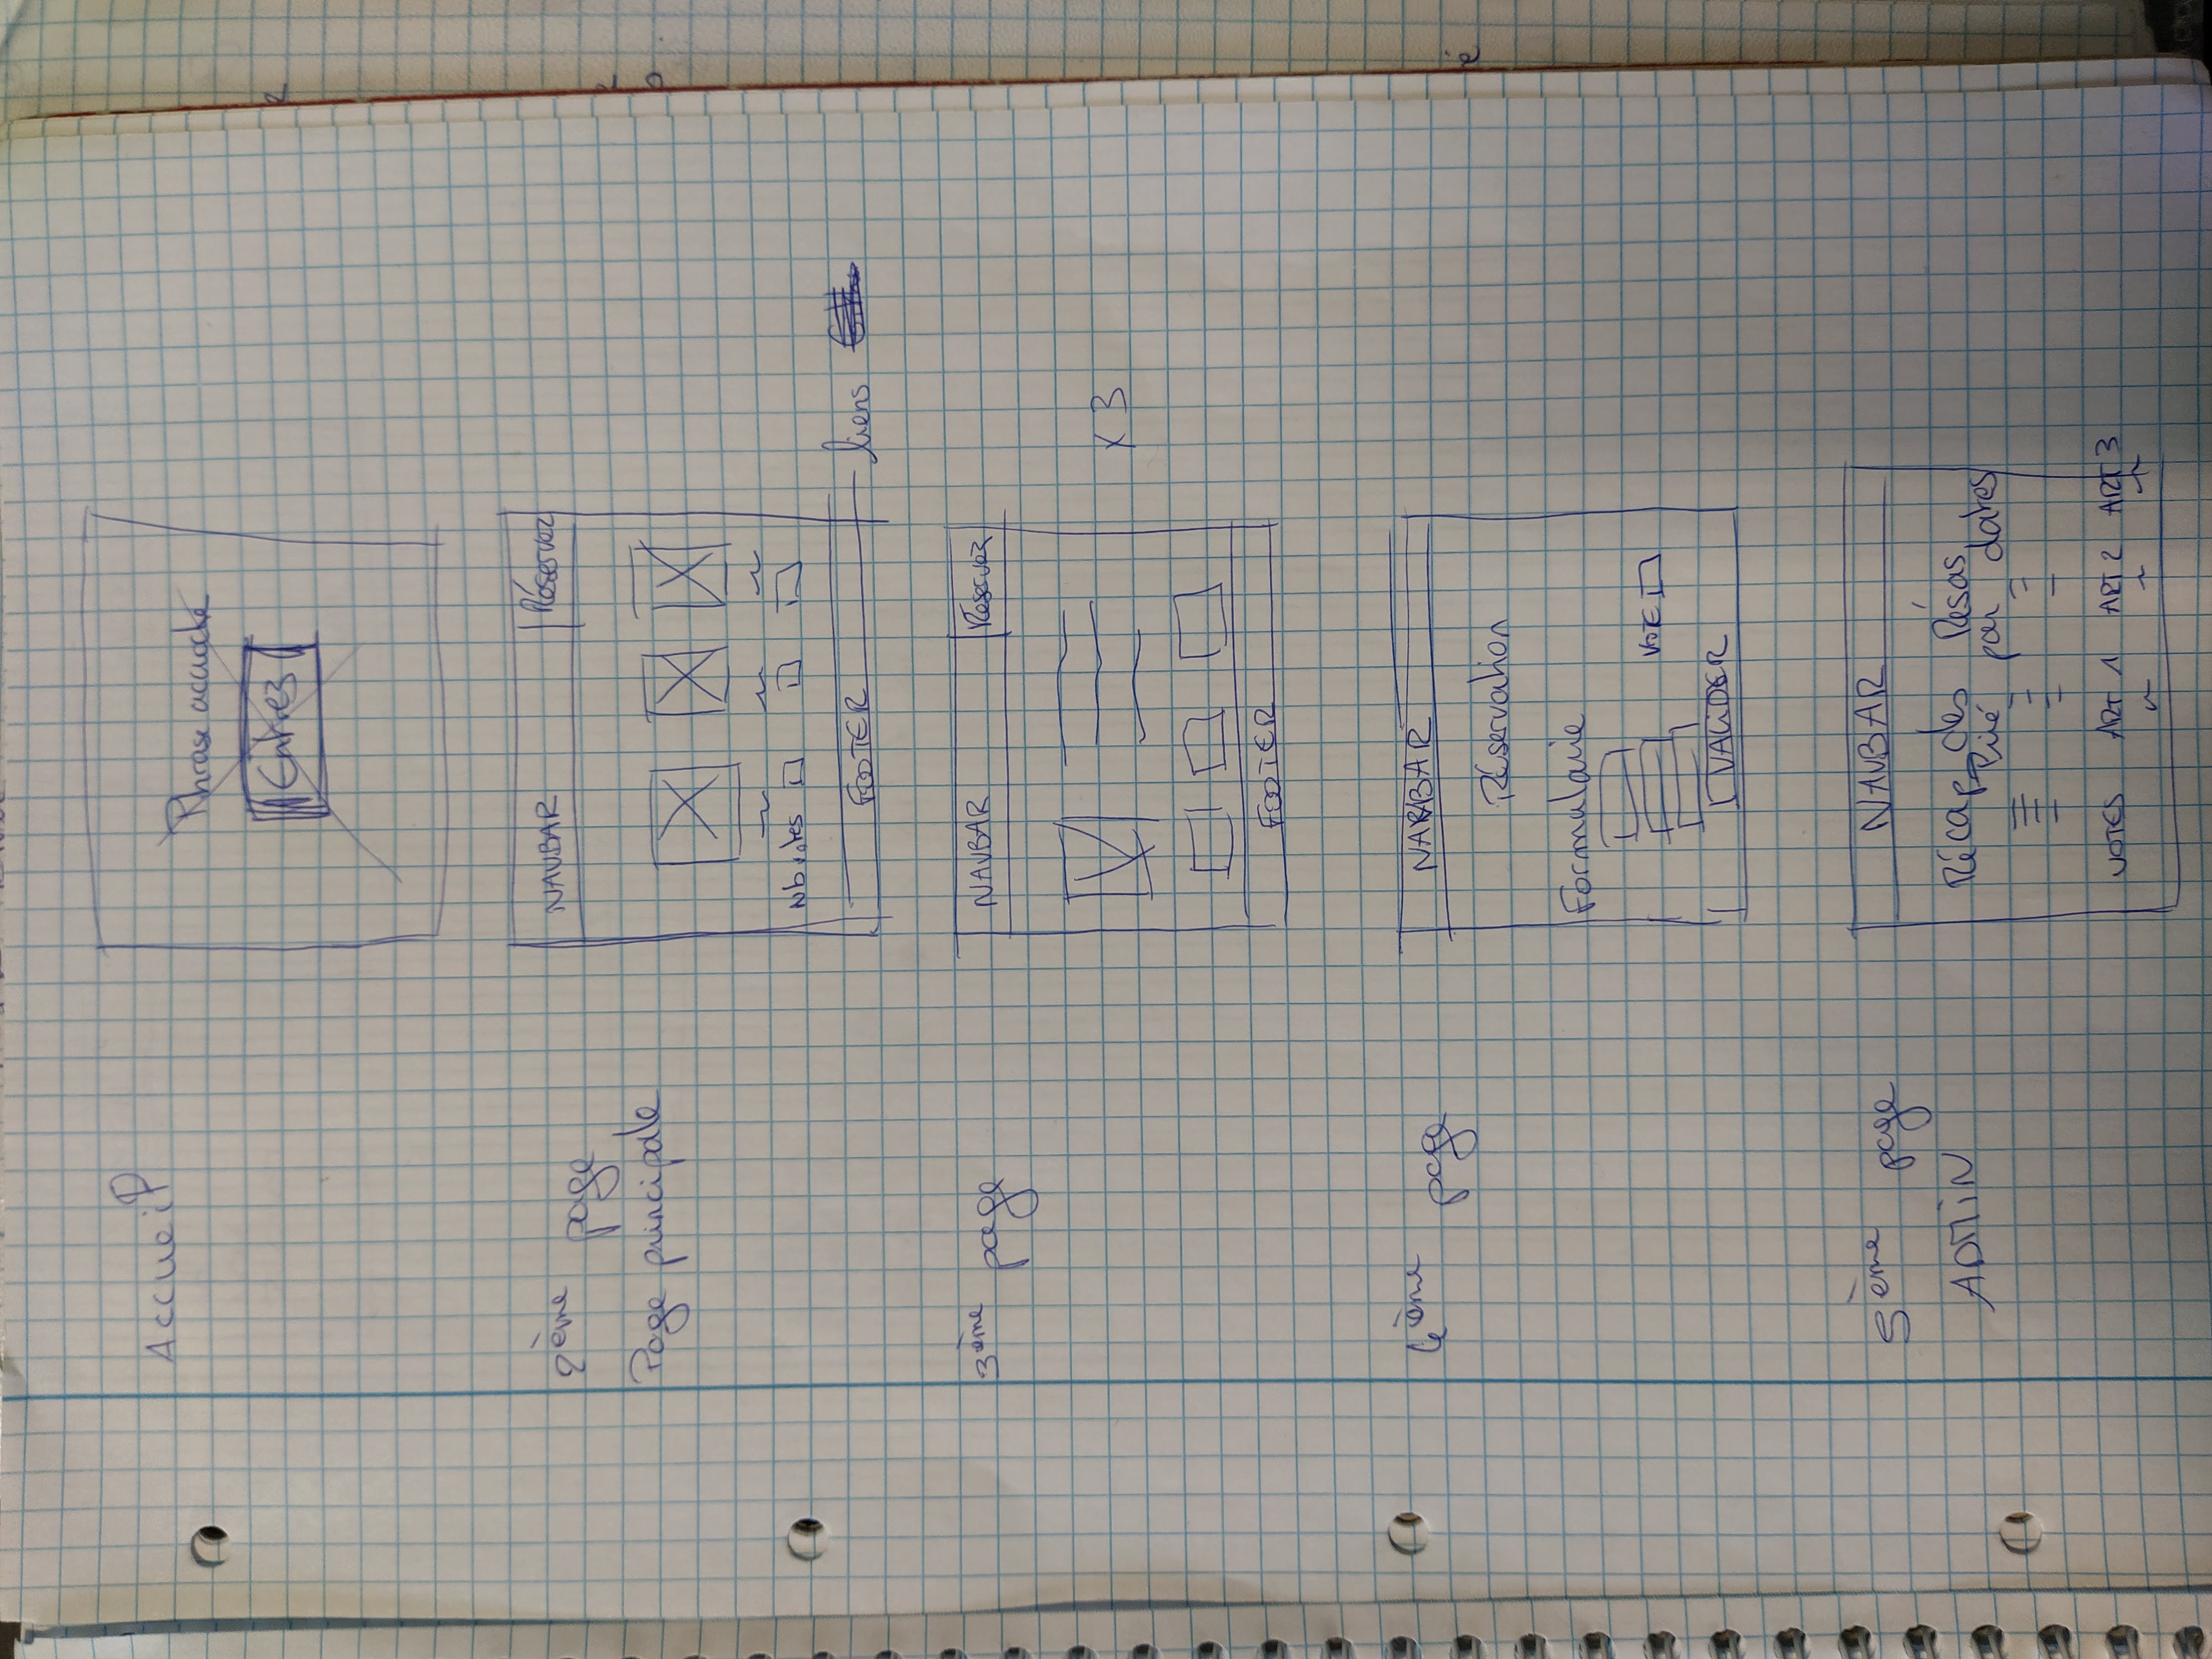 Accueil
Phrase accroche
Entrez
2ème page
Page principale
NAVBAR Réservez
Nb votes
FOOTER
liens
3ème page
NAVBAR Réservez
x 3
FOOTER
4ème page
NAVBAR
Réservation
Formulaire
VOTE
VALIDER
5ème page
ADMIN
NAVBAR
Récap des Résas
Trié par dates
VOTES ART 1 ART 2 ART 3